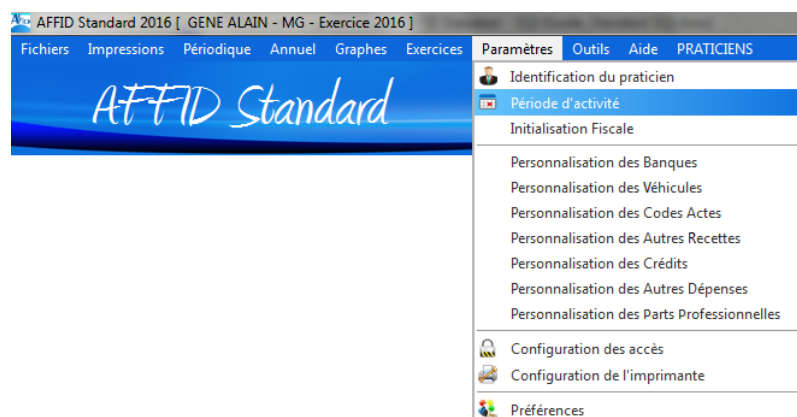 AFFID Standard 2016 [ GENE ALAIN - MG - Exercice 2016 ]
Fichiers Impressions Périodique Annuel Graphes Exercices Paramètres Outils Aide PRATICIENS
AFFID Standard
Identification du praticien
Période d'activité
Initialisation Fiscale
Personnalisation des Banques
Personnalisation des Véhicules
Personnalisation des Codes Actes
Personnalisation des Autres Recettes
Personnalisation des Crédits
Personnalisation des Autres Dépenses
Personnalisation des Parts Professionnelles
Configuration des accès
Configuration de l'imprimante
Préférences